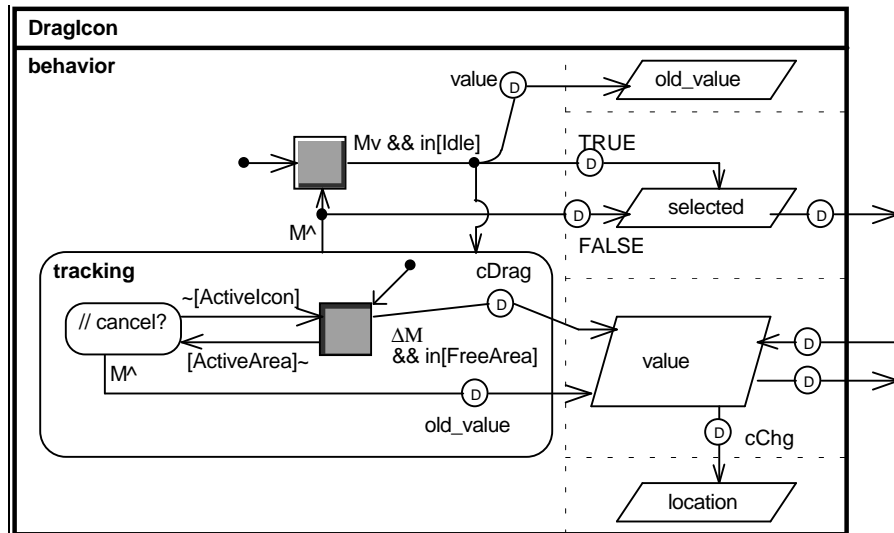 DragIcon
behavior
value
D
old_value
Mv && in[Idle]
TRUE
D
selected
D
D
M^
FALSE
tracking
cDrag
~[ActiveIcon]
D
// cancel?
ΔM
&& in[FreeArea]
value
D
[ActiveArea]~
M^
D
D
old_value
D
cChg
location